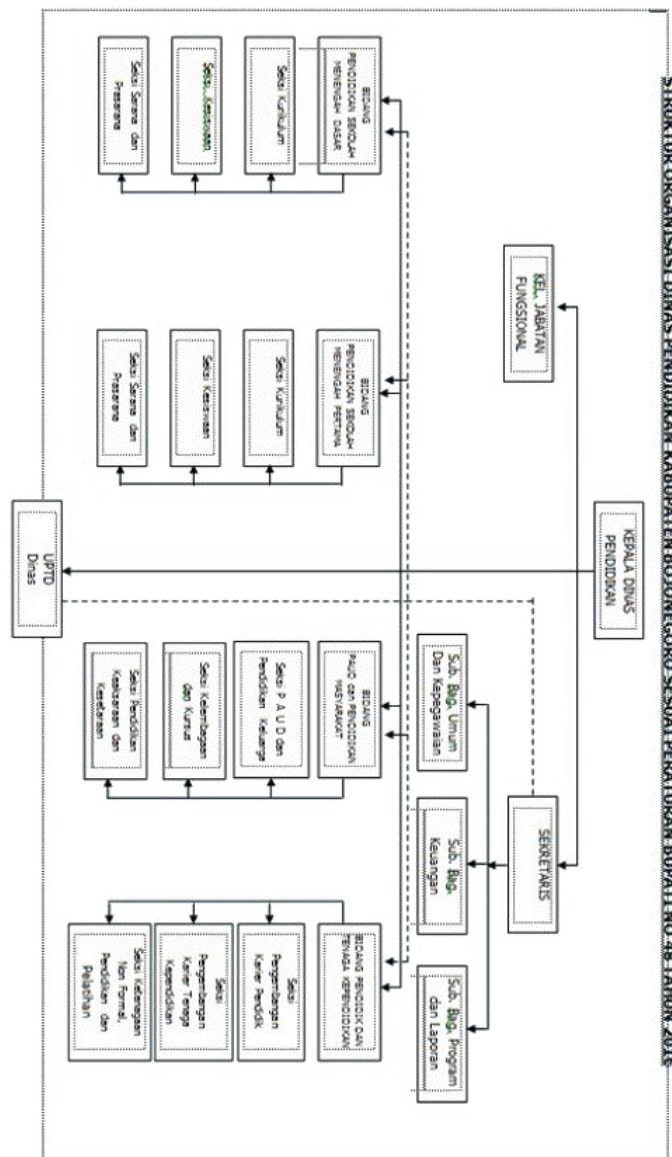 STRUKTUR ORGANISASI DINAS PENDIDIKAN KABUPATEN BOJONEGORO SESUAI PERATURAN BUPATI TAHUN 2016
KEPALA DINAS
PENDIDIKAN
KEL. JABATAN
FUNGSIONAL
SEKRETARIS
Sub. Bag. Umum
Dan Kepegawaian
Sub. Bag.
Keuangan
Sub. Bag. Program
dan Laporan
BIDANG
PENDIDIKAN SEKOLAH
MENENGAH DASAR
Seksi Kurikulum
Seksi Kesiswaan
Seksi Sarana dan
Prasarana
BIDANG
PENDIDIKAN SEKOLAH
MENENGAH PERTAMA
Seksi Kurikulum
Seksi Kesiswaan
Seksi Sarana dan
Prasarana
BIDANG
PAUD dan PENDIDIKAN
MASYARAKAT
Seksi P A U D dan
Pendidikan Keluarga
Seksi Kelembagaan
dan Kursus
Seksi Pendidikan
Keaksaraan dan
Kesetaraan
BIDANG PENDIDIK DAN
TENAGA KEPENDIDIKAN
Seksi
Pengembangan
Karier Pendidik
Seksi
Pengembangan
Karier Tenaga
Kependidikan
Seksi Ketenagaan
Non Formal,
Pendidikan dan
Pelatihan
UPTD
Dinas